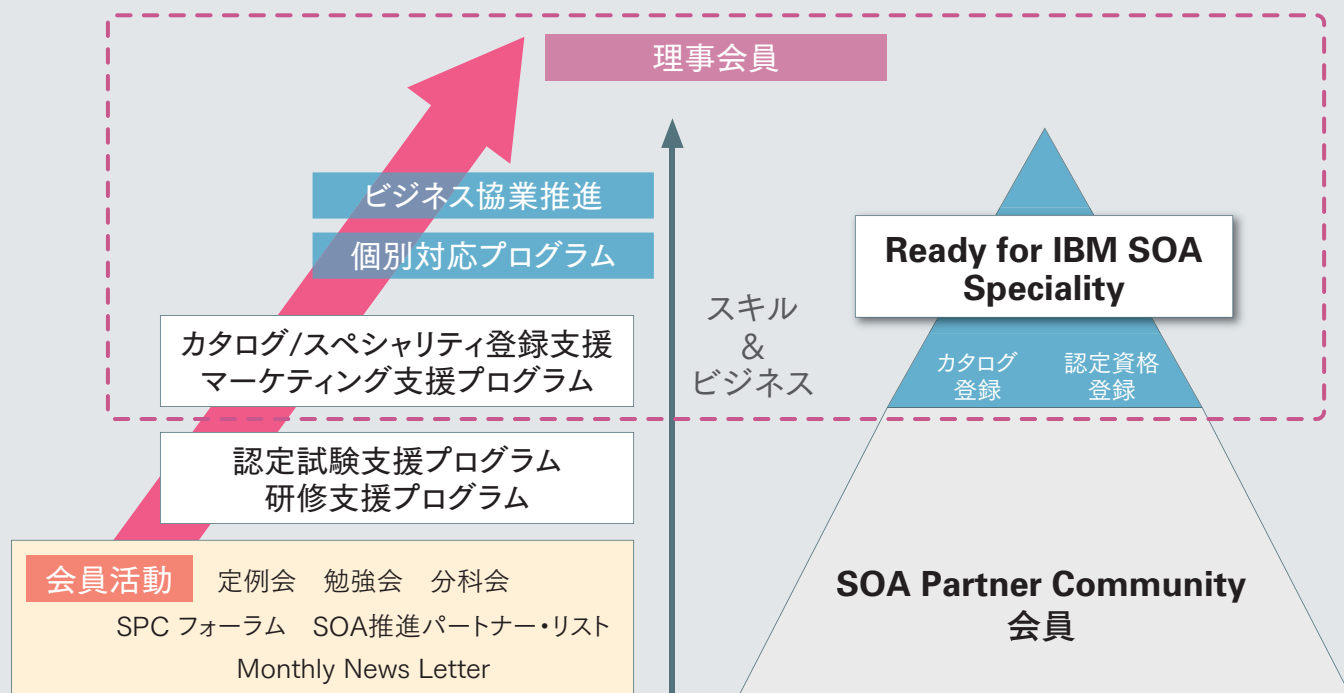 理事会員
ビジネス協業推進
個別対応プログラム
カタログ/スペシャリティ登録支援
マーケティング支援プログラム
認定試験支援プログラム
研修支援プログラム
会員活動 定例会 勉強会 分科会
SPC フォーラム SOA推進パートナー・リスト
Monthly News Letter
スキル
&
ビジネス
Ready for IBM SOA
Speciality
カタログ
登録
認定資格
登録
SOA Partner Community
会員